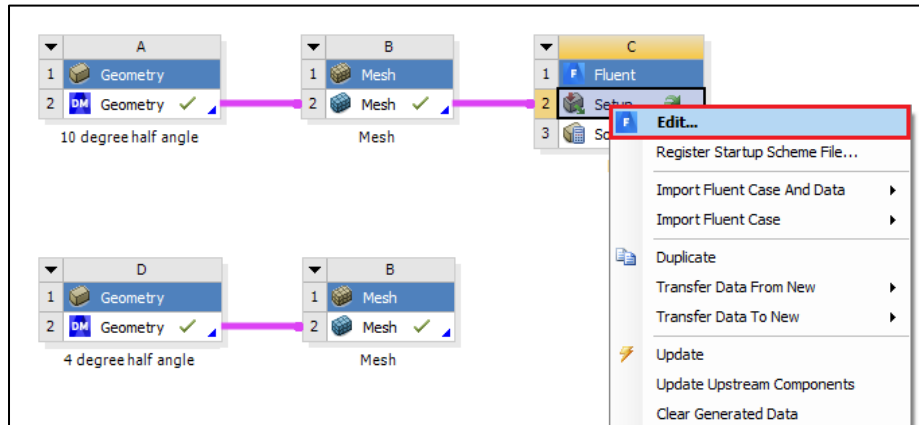 A
1 Geometry
2 DM Geometry
10 degree half angle
B
1 Mesh
2 Mesh
Mesh
C
1 F Fluent
2 Setup
3
F Edit...
Register Startup Scheme File...
Import Fluent Case And Data
Import Fluent Case
Duplicate
Transfer Data From New
Transfer Data To New
Update
Update Upstream Components
Clear Generated Data
D
1 Geometry
2 DM Geometry
4 degree half angle
B
1 Mesh
2 Mesh
Mesh